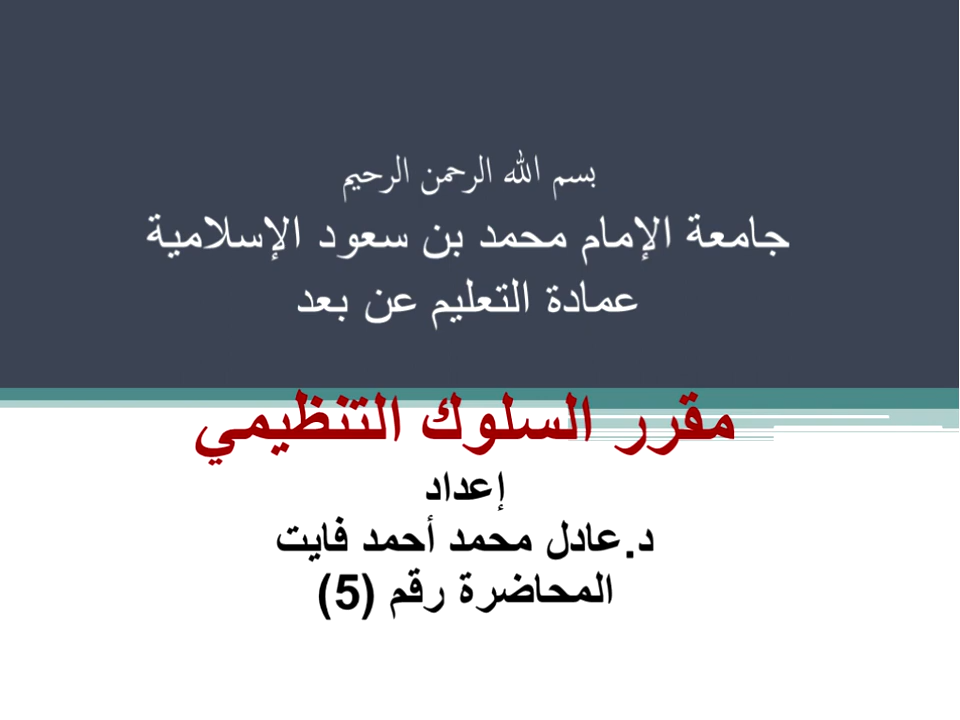 بسم الله الرحمن الرحيم
جامعة الإمام محمد بن سعود الإسلامية
عمادة التعليم عن بعد
مقرر السلوك التنظيمي
إعداد
د.عادل محمد أحمد فايت
المحاضرة رقم (5)